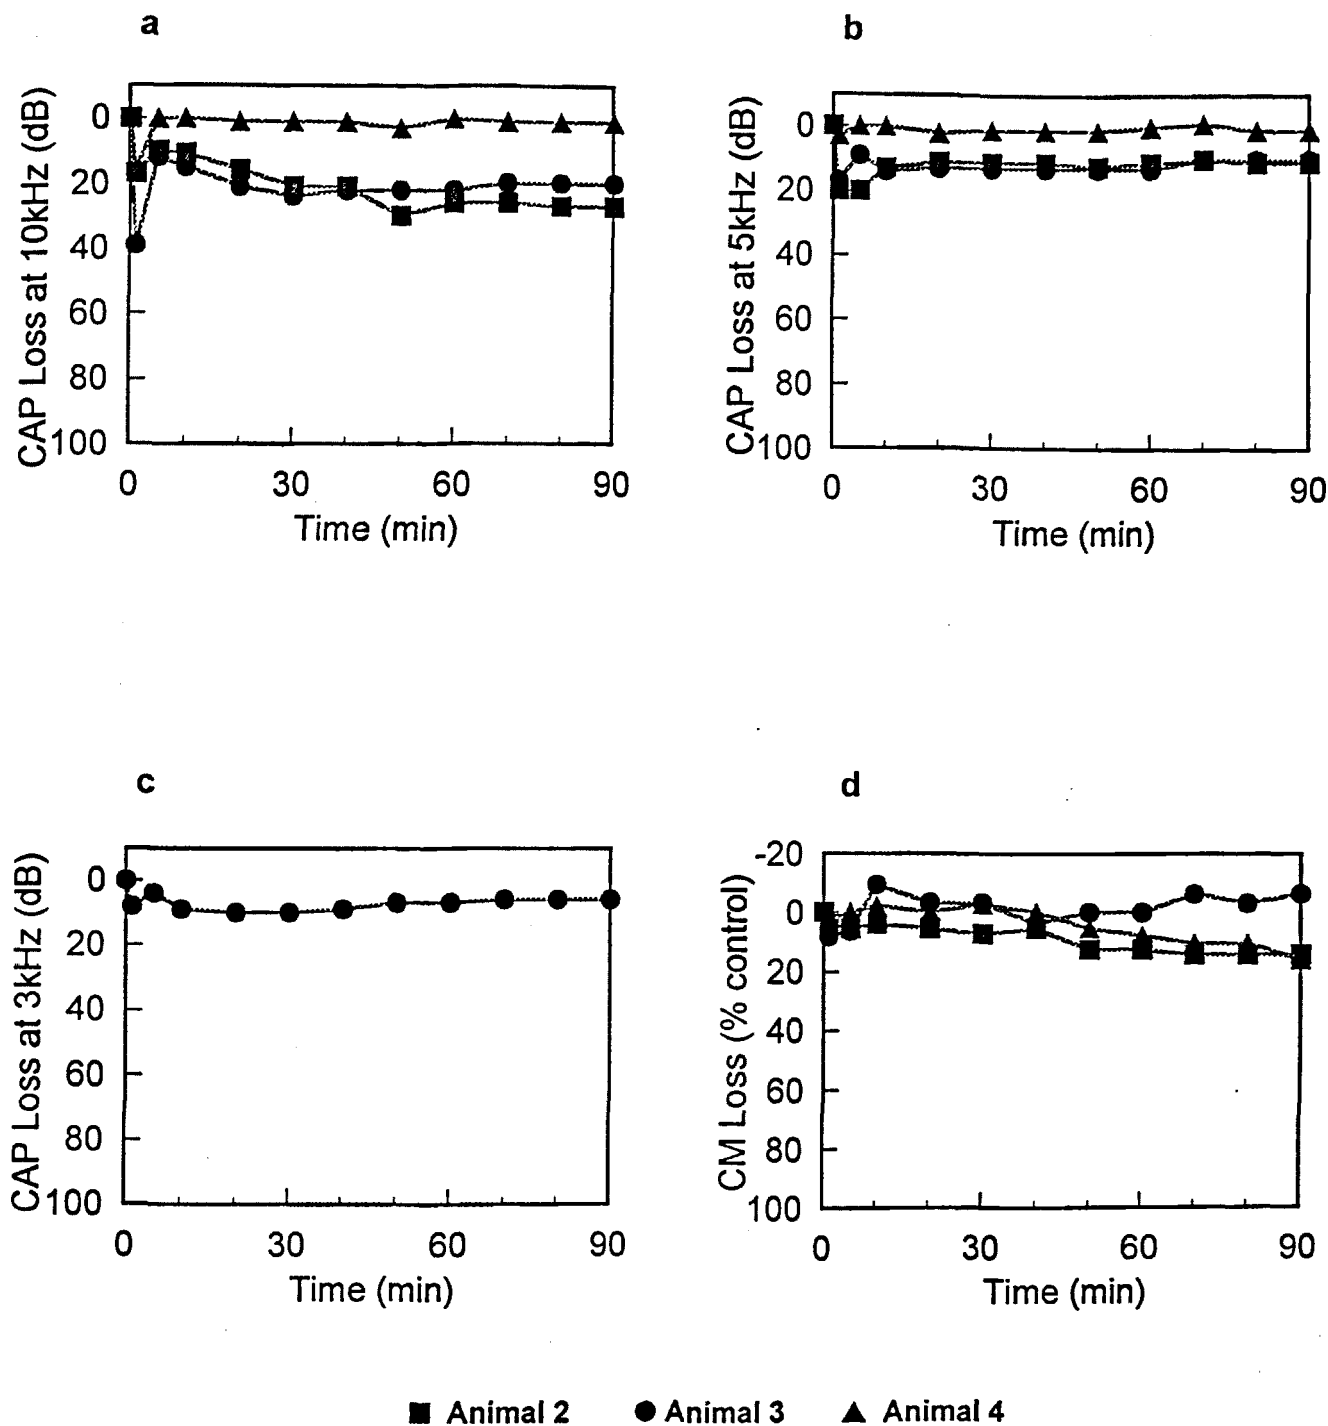 a
CAP Loss at 10kHz (dB)
0
20
40
60
80
100
0 30 60 90
Time (min)
b
CAP Loss at 5kHz (dB)
0
20
40
60
80
100
0 30 60 90
Time (min)
c
CAP Loss at 3kHz (dB)
0
20
40
60
80
100
0 30 60 90
Time (min)
d
CM Loss (% control)
-20
0
20
40
60
80
100
0 30 60 90
Time (min)
Animal 2 Animal 3 Animal 4